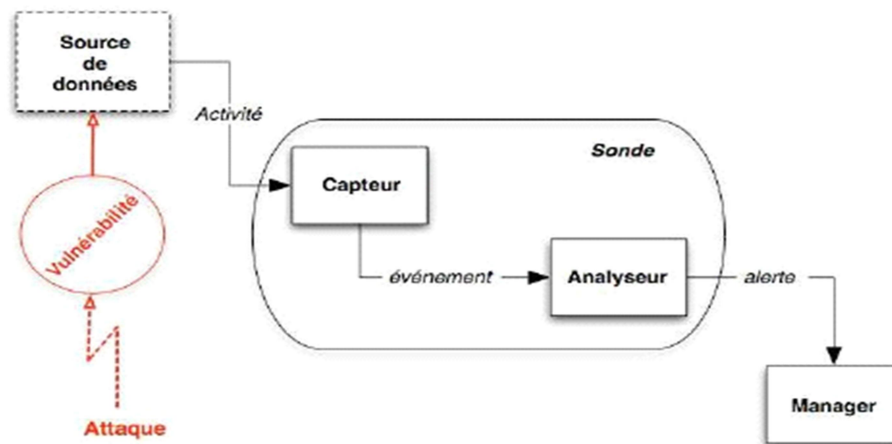 Source
de
données
Activité
Sonde
Capteur
Vulnérabilité
événement
Analyseur
alerte
Manager
Attaque